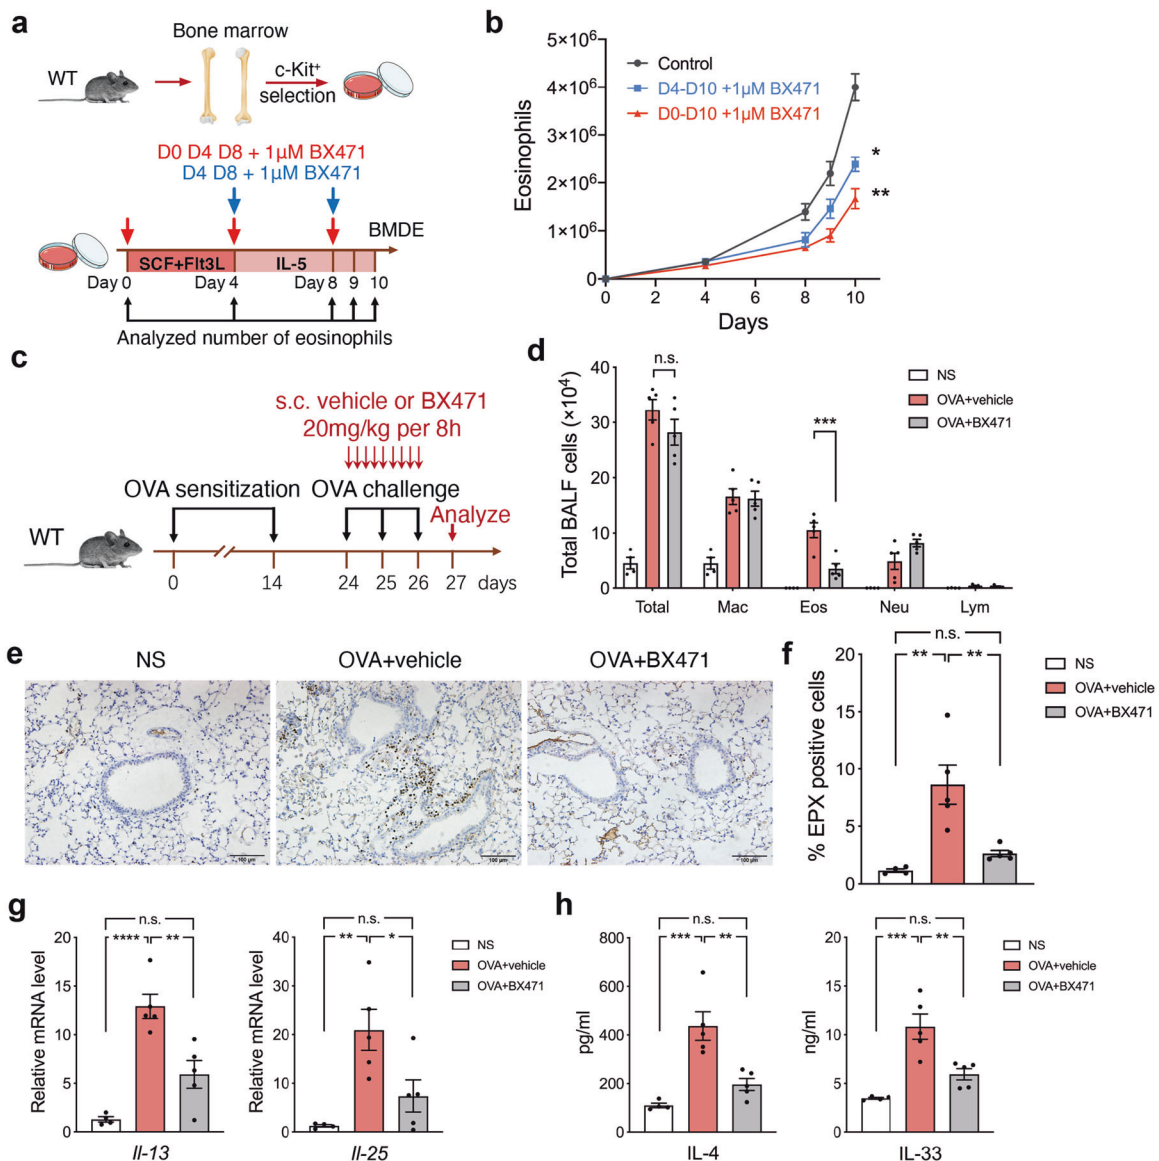 a
Bone marrow
WT
c-Kit⁺
selection
D0 D4 D8 + 1μM BX471
D4 D8 + 1μM BX471
BMDE
SCF+Flt3L
IL-5
Day 0
Day 4
Day 8
9
10
Analyzed number of eosinophils
b
Eosinophils
5×10⁶
4×10⁶
3×10⁶
2×10⁶
1×10⁶
0
Control
D4-D10 +1μM BX471
D0-D10 +1μM BX471
*
**
0 2 4 6 8 10
Days
c
s.c. vehicle or BX471
20mg/kg per 8h
OVA sensitization
OVA challenge
Analyze
WT
0 14 24 25 26 27 days
d
Total BALF cells (×10⁴)
40
30
20
10
0
n.s.
***
NS
OVA+vehicle
OVA+BX471
Total Mac Eos Neu Lym
e
NS
OVA+vehicle
OVA+BX471
100 μm
100 μm
100 μm
f
% EPX positive cells
20
15
10
5
0
n.s.
** **
NS
OVA+vehicle
OVA+BX471
g
Relative mRNA level
20
15
10
5
0
n.s.
**** **
Il-13
Relative mRNA level
40
30
20
10
0
n.s.
** *
Il-25
NS
OVA+vehicle
OVA+BX471
h
pg/ml
800
600
400
200
0
n.s.
*** **
IL-4
ng/ml
20
15
10
5
0
n.s.
*** **
IL-33
NS
OVA+vehicle
OVA+BX471